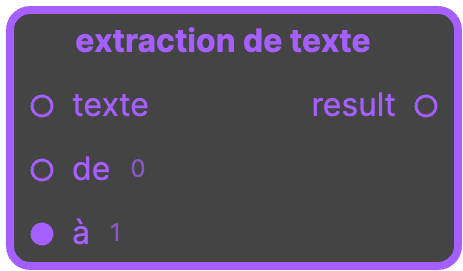 extraction de texte
texte result
de 0
à 1